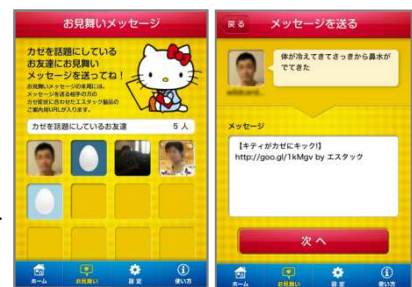 お見舞いメッセージ
カゼを話題にしている
お友達にお見舞い
メッセージを送ってね!
お見舞いメッセージの末尾には、
メッセージを送る相手の方の
カゼ症状に合わせたエスタック製品の
ご案内用URLが入ります。
カゼを話題にしているお友達 5 人
ホーム
お見舞い
設定
使い方
戻る
メッセージを送る
体が冷えてきてさっきから鼻水が
でてきた
メッセージ
【キティがカゼにキック!】
http://goo.gl/1kMgv by エスタック
次 へ
ホーム
お見舞い
設定
使い方